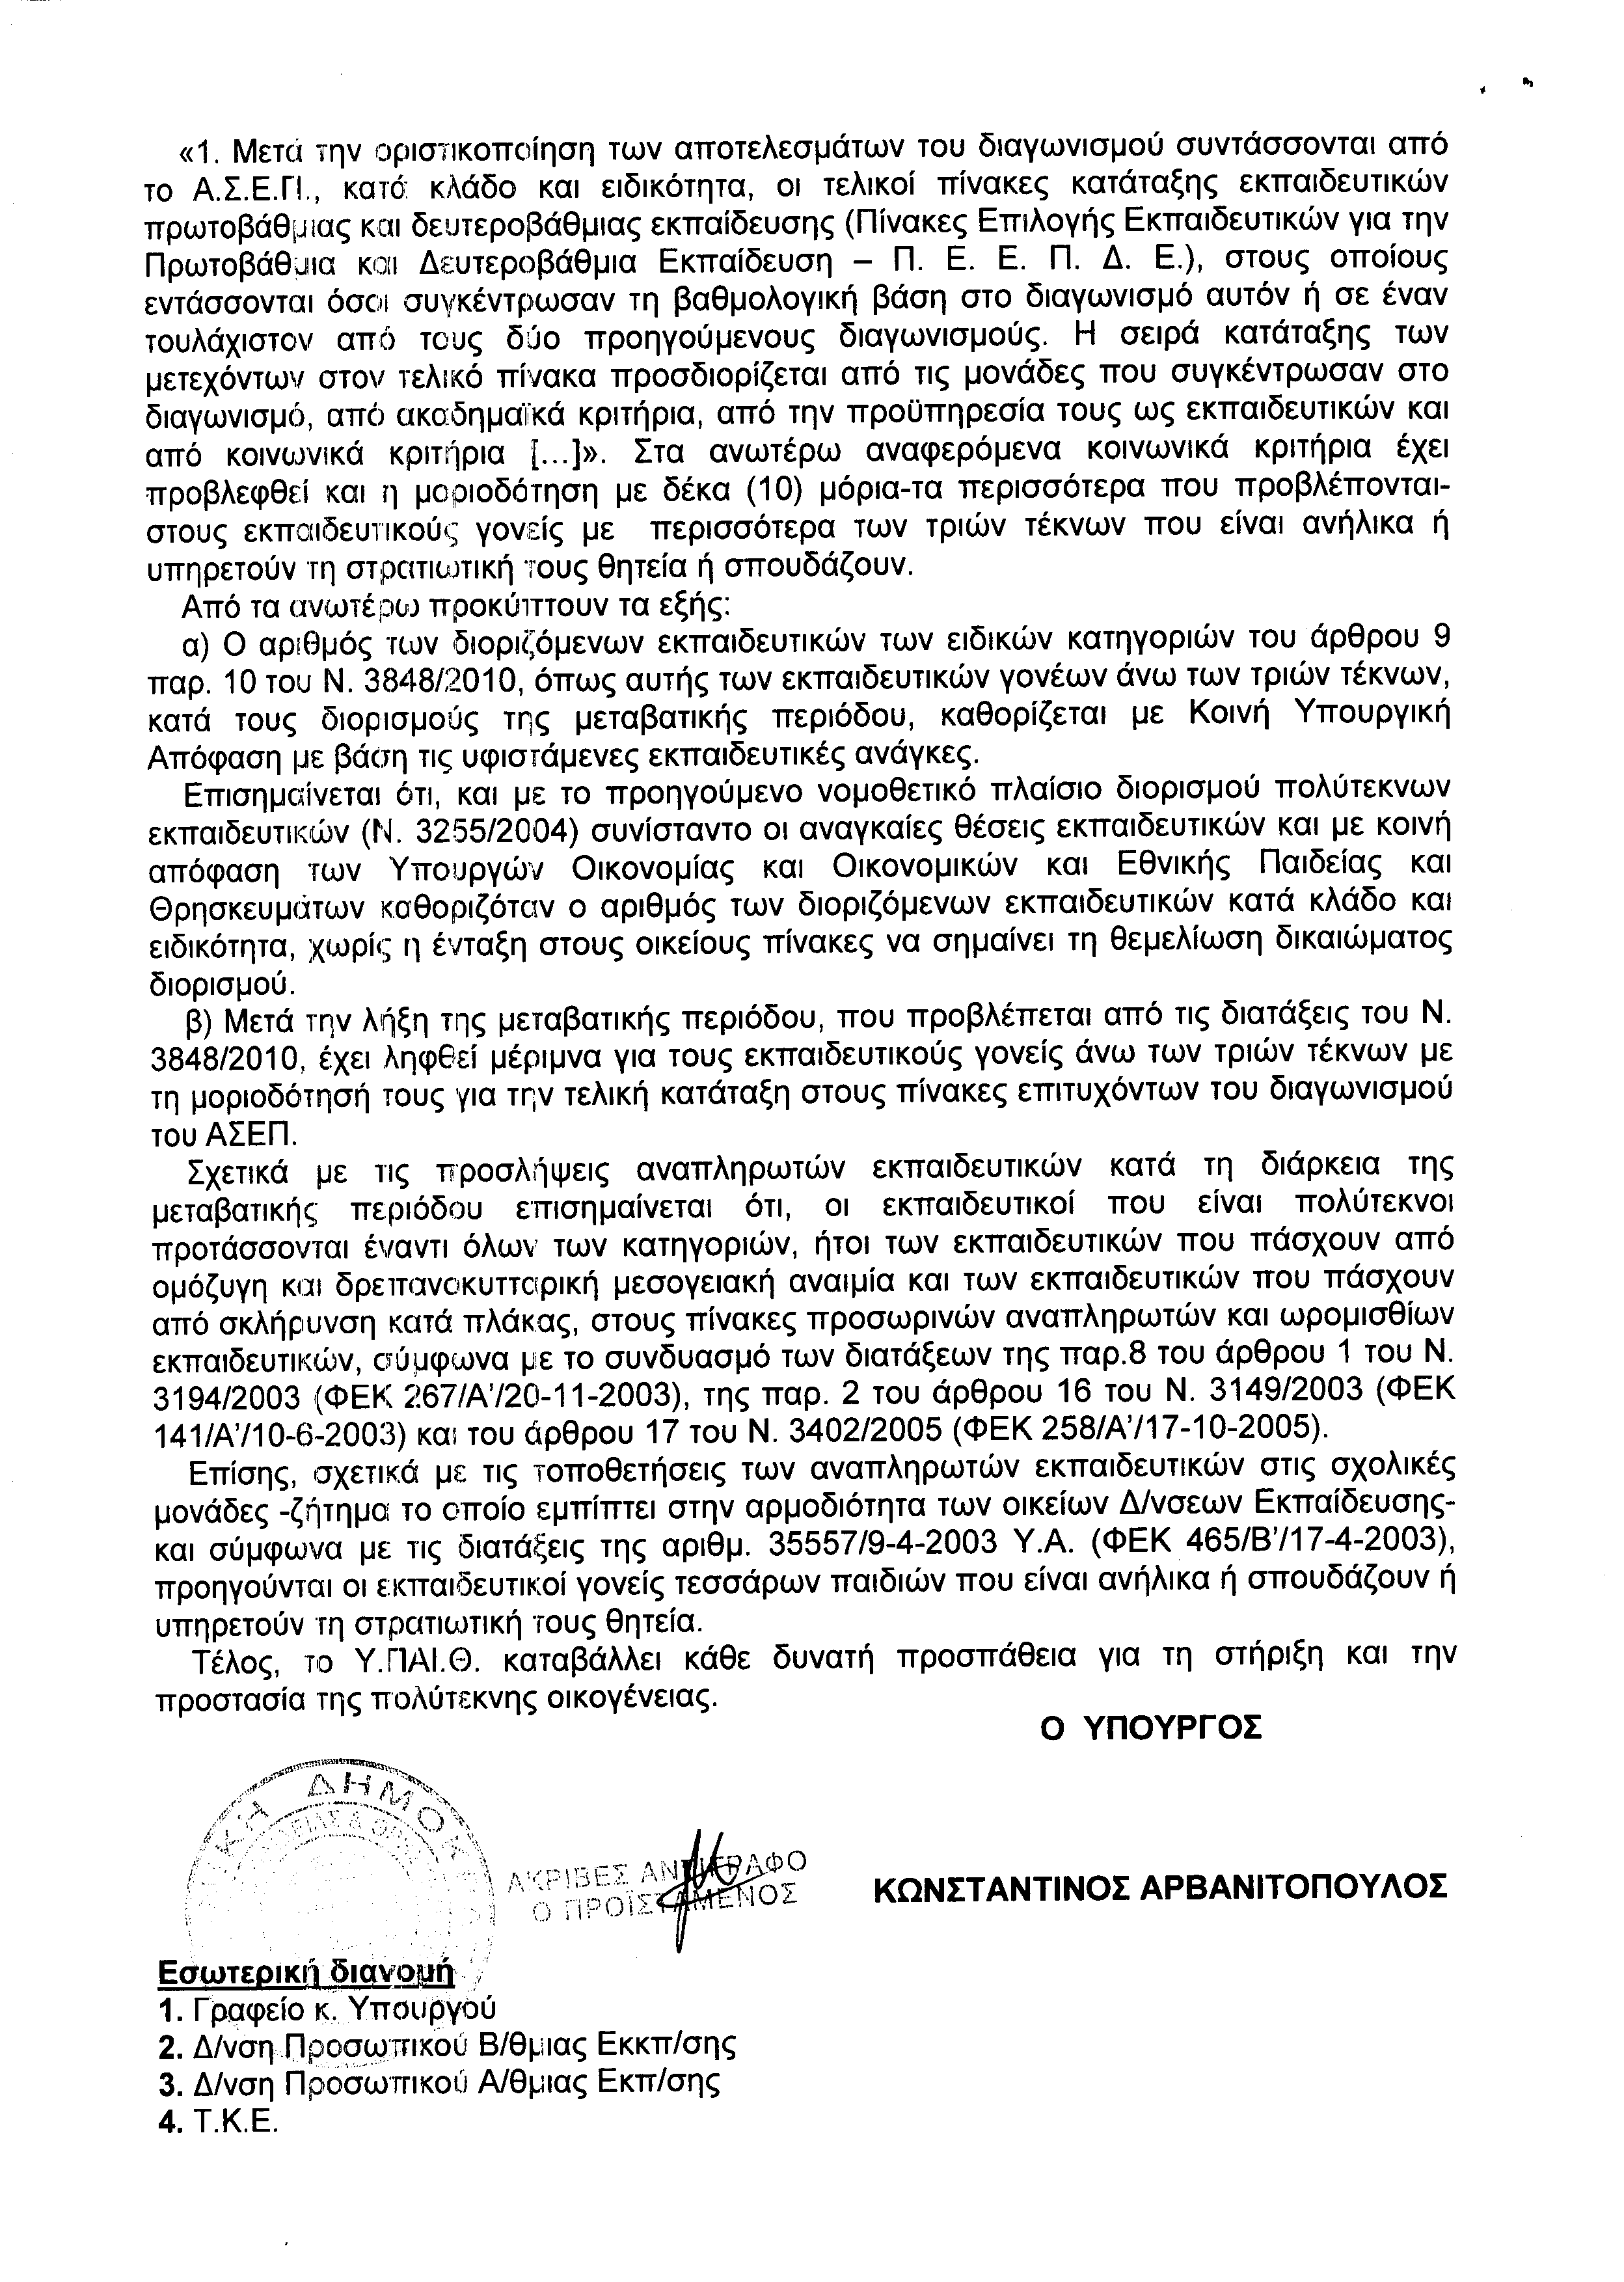 «1. Μετά την οριστικοποίηση των αποτελεσμάτων του διαγωνισμού συντάσσονται από
το Α.Σ.Ε.Π., κατά κλάδο και ειδικότητα, οι τελικοί πίνακες κατάταξης εκπαιδευτικών
πρωτοβάθμιας και δευτεροβάθμιας εκπαίδευσης (Πίνακες Επιλογής Εκπαιδευτικών για την
Πρωτοβάθμια και Δευτεροβάθμια Εκπαίδευση – Π. Ε. Ε. Π. Δ. Ε.), στους οποίους
εντάσσονται όσοι συγκέντρωσαν τη βαθμολογική βάση στο διαγωνισμό αυτόν ή σε έναν
τουλάχιστον από τους δύο προηγούμενους διαγωνισμούς. Η σειρά κατάταξης των
μετεχόντων στον τελικό πίνακα προσδιορίζεται από τις μονάδες που συγκέντρωσαν στο
διαγωνισμό, από ακαδημαϊκά κριτήρια, από την προϋπηρεσία τους ως εκπαιδευτικών και
από κοινωνικά κριτήρια [...]». Στα ανωτέρω αναφερόμενα κοινωνικά κριτήρια έχει
προβλεφθεί και η μοριοδότηση με δέκα (10) μόρια-τα περισσότερα που προβλέπονται-
στους εκπαιδευτικούς γονείς με περισσότερα των τριών τέκνων που είναι ανήλικα ή
υπηρετούν τη στρατιωτική τους θητεία ή σπουδάζουν.
Από τα ανωτέρω προκύπτουν τα εξής:
α) Ο αριθμός των διοριζόμενων εκπαιδευτικών των ειδικών κατηγοριών του άρθρου 9
παρ. 10 του Ν. 3848/2010, όπως αυτής των εκπαιδευτικών γονέων άνω των τριών τέκνων,
κατά τους διορισμούς της μεταβατικής περιόδου, καθορίζεται με Κοινή Υπουργική
Απόφαση με βάση τις υφιστάμενες εκπαιδευτικές ανάγκες.
Επισημαίνεται ότι, και με το προηγούμενο νομοθετικό πλαίσιο διορισμού πολύτεκνων
εκπαιδευτικών (Ν. 3255/2004) συνίσταντο οι αναγκαίες θέσεις εκπαιδευτικών και με κοινή
απόφαση των Υπουργών Οικονομίας και Οικονομικών και Εθνικής Παιδείας και
Θρησκευμάτων καθοριζόταν ο αριθμός των διοριζόμενων εκπαιδευτικών κατά κλάδο και
ειδικότητα, χωρίς η ένταξη στους οικείους πίνακες να σημαίνει τη θεμελίωση δικαιώματος
διορισμού.
β) Μετά την λήξη της μεταβατικής περιόδου, που προβλέπεται από τις διατάξεις του Ν.
3848/2010, έχει ληφθεί μέριμνα για τους εκπαιδευτικούς γονείς άνω των τριών τέκνων με
τη μοριοδότησή τους για την τελική κατάταξη στους πίνακες επιτυχόντων του διαγωνισμού
του ΑΣΕΠ.
Σχετικά με τις προσλήψεις αναπληρωτών εκπαιδευτικών κατά τη διάρκεια της
μεταβατικής περιόδου επισημαίνεται ότι, οι εκπαιδευτικοί που είναι πολύτεκνοι
προτάσσονται έναντι όλων των κατηγοριών, ήτοι των εκπαιδευτικών που πάσχουν από
ομόζυγη και δρεπανοκυτταρική μεσογειακή αναιμία και των εκπαιδευτικών που πάσχουν
από σκλήρυνση κατά πλάκας, στους πίνακες προσωρινών αναπληρωτών και ωρομισθίων
εκπαιδευτικών, σύμφωνα με το συνδυασμό των διατάξεων της παρ.8 του άρθρου 1 του Ν.
3194/2003 (ΦΕΚ 267/Α'/20-11-2003), της παρ. 2 του άρθρου 16 του Ν. 3149/2003 (ΦΕΚ
141/Α'/10-6-2003) και του άρθρου 17 του Ν. 3402/2005 (ΦΕΚ 258/Α'/17-10-2005).
Επίσης, σχετικά με τις τοποθετήσεις των αναπληρωτών εκπαιδευτικών στις σχολικές
μονάδες -ζήτημα το οποίο εμπίπτει στην αρμοδιότητα των οικείων Δ/νσεων Εκπαίδευσης-
και σύμφωνα με τις διατάξεις της αριθμ. 35557/9-4-2003 Υ.Α. (ΦΕΚ 465/Β'/17-4-2003),
προηγούνται οι εκπαιδευτικοί γονείς τεσσάρων παιδιών που είναι ανήλικα ή σπουδάζουν ή
υπηρετούν τη στρατιωτική τους θητεία.
Τέλος, το Υ.ΠΑΙ.Θ. καταβάλλει κάθε δυνατή προσπάθεια για τη στήριξη και την
προστασία της πολύτεκνης οικογένειας.
Ο ΥΠΟΥΡΓΟΣ
ΑΚΡΙΒΕΣ ΑΝΤΙΓΡΑΦΟ
Ο ΠΡΟΪΣΤΑΜΕΝΟΣ
ΚΩΝΣΤΑΝΤΙΝΟΣ ΑΡΒΑΝΙΤΟΠΟΥΛΟΣ
Εσωτερική διανομή
1. Γραφείο κ. Υπουργού
2. Δ/νση Προσωπικού Β/θμιας Εκκπ/σης
3. Δ/νση Προσωπικού Α/θμιας Εκπ/σης
4. Τ.Κ.Ε.